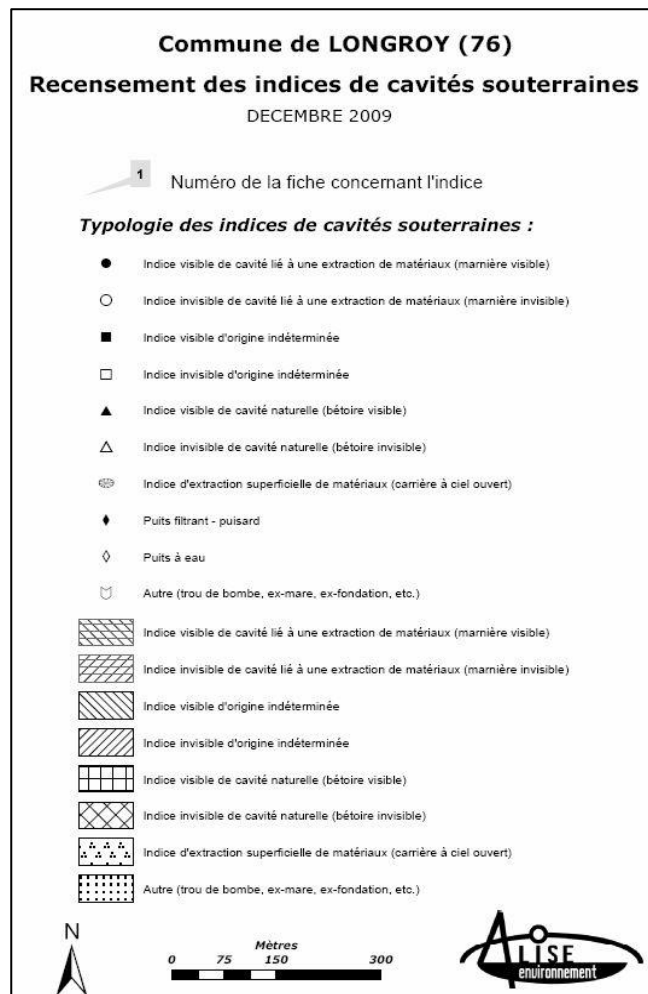 Commune de LONGROY (76)
Recensement des indices de cavités souterraines
DECEMBRE 2009
1 Numéro de la fiche concernant l'indice
Typologie des indices de cavités souterraines :
Indice visible de cavité lié à une extraction de matériaux (marnière visible)
Indice invisible de cavité lié à une extraction de matériaux (marnière invisible)
Indice visible d'origine indéterminée
Indice invisible d'origine indéterminée
Indice visible de cavité naturelle (bétoire visible)
Indice invisible de cavité naturelle (bétoire invisible)
Indice d'extraction superficielle de matériaux (carrière à ciel ouvert)
Puits filtrant - puisard
Puits à eau
Autre (trou de bombe, ex-mare, ex-fondation, etc.)
Indice visible de cavité lié à une extraction de matériaux (marnière visible)
Indice invisible de cavité lié à une extraction de matériaux (marnière invisible)
Indice visible d'origine indéterminée
Indice invisible d'origine indéterminée
Indice visible de cavité naturelle (bétoire visible)
Indice invisible de cavité naturelle (bétoire invisible)
Indice d'extraction superficielle de matériaux (carrière à ciel ouvert)
Autre (trou de bombe, ex-mare, ex-fondation, etc.)
N
Mètres
0 75 150 300
ALISE
environnement